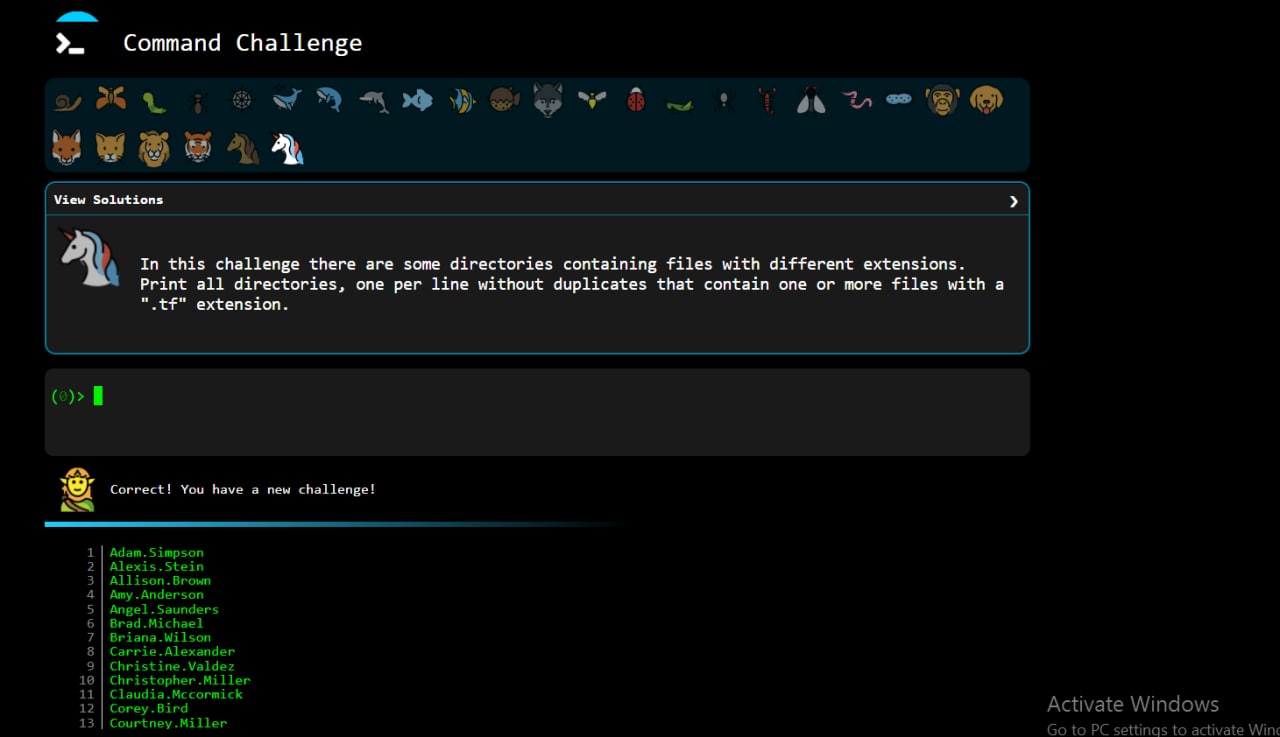 Command Challenge
View Solutions
In this challenge there are some directories containing files with different extensions.
Print all directories, one per line without duplicates that contain one or more files with a
".tf" extension.
(0)>
Correct! You have a new challenge!
1 Adam.Simpson
2 Alexis.Stein
3 Allison.Brown
4 Amy.Anderson
5 Angel.Saunders
6 Brad.Michael
7 Briana.Wilson
8 Carrie.Alexander
9 Christine.Valdez
10 Christopher.Miller
11 Claudia.Mccormick
12 Corey.Bird
13 Courtney.Miller
Activate Windows
Go to PC settings to activate Win